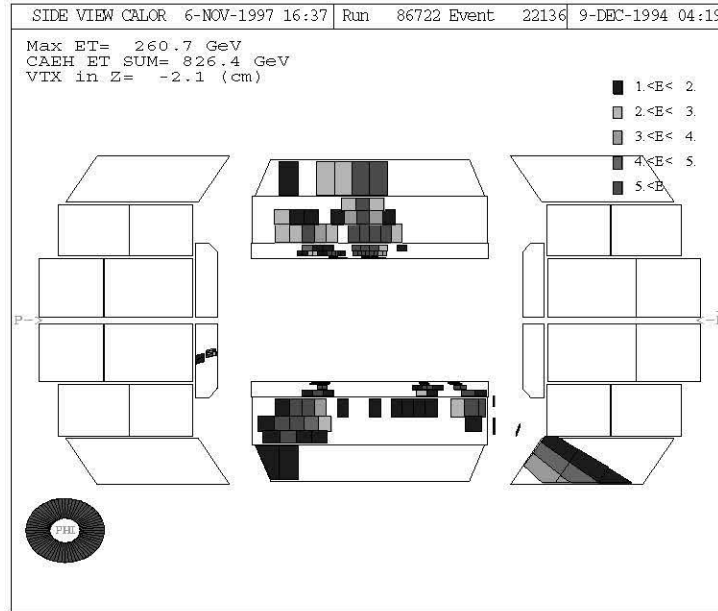 SIDE VIEW CALOR 6-NOV-1997 16:37 Run 86722 Event 22136 9-DEC-1994 04:19
Max ET= 260.7 GeV
CAEH ET SUM= 826.4 GeV
VTX in Z= -2.1 (cm)
1.<E< 2.
2.<E< 3.
3.<E< 4.
4.<E< 5.
5.<E
P->
PHI